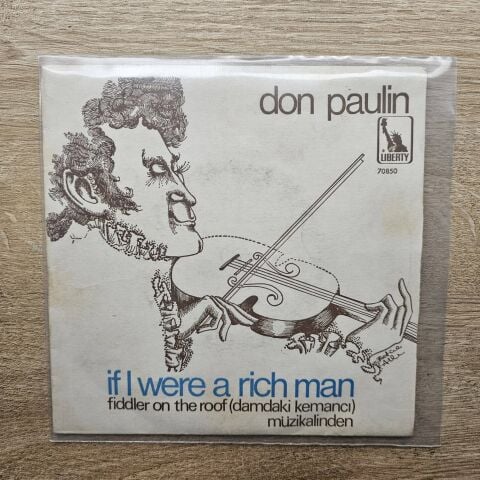 don paulin
LIBERTY
70850
if I were a rich man
fiddler on the roof (damdaki kemancı)
müzikalinden